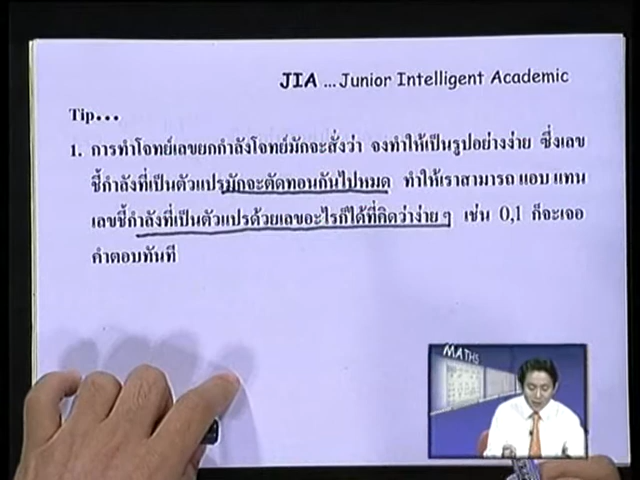 JIA ... Junior Intelligent Academic
Tip...
1. การทำโจทย์เลขยกกำลังโจทย์มักจะสั่งว่า จงทำให้เป็นรูปอย่างง่าย ซึ่งเลข
ชี้กำลังที่เป็นตัวแปรมักจะตัดทอนกันไปหมด ทำให้เราสามารถ แอบ แทน
เลขชี้กำลังที่เป็นตัวแปรด้วยเลขอะไรก็ได้ที่คิดว่าง่าย ๆ เช่น 0,1 ก็จะเจอ
คำตอบทันที
MATHS